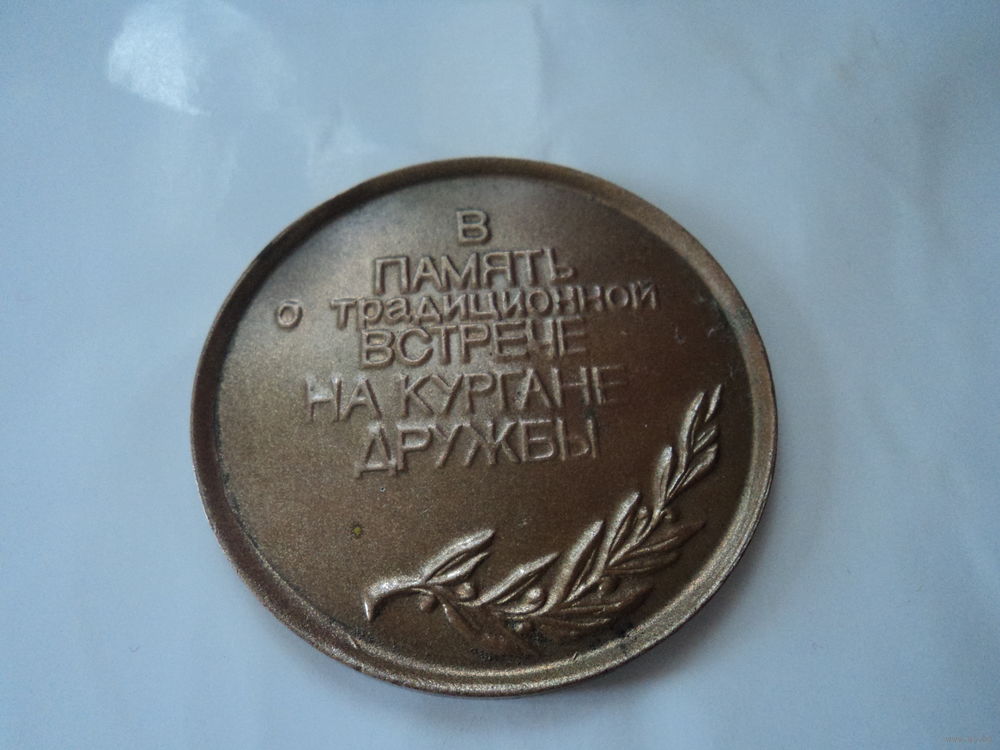 В
ПАМЯТЬ
о традиционной
ВСТРЕЧЕ
НА КУРГАНЕ
ДРУЖБЫ